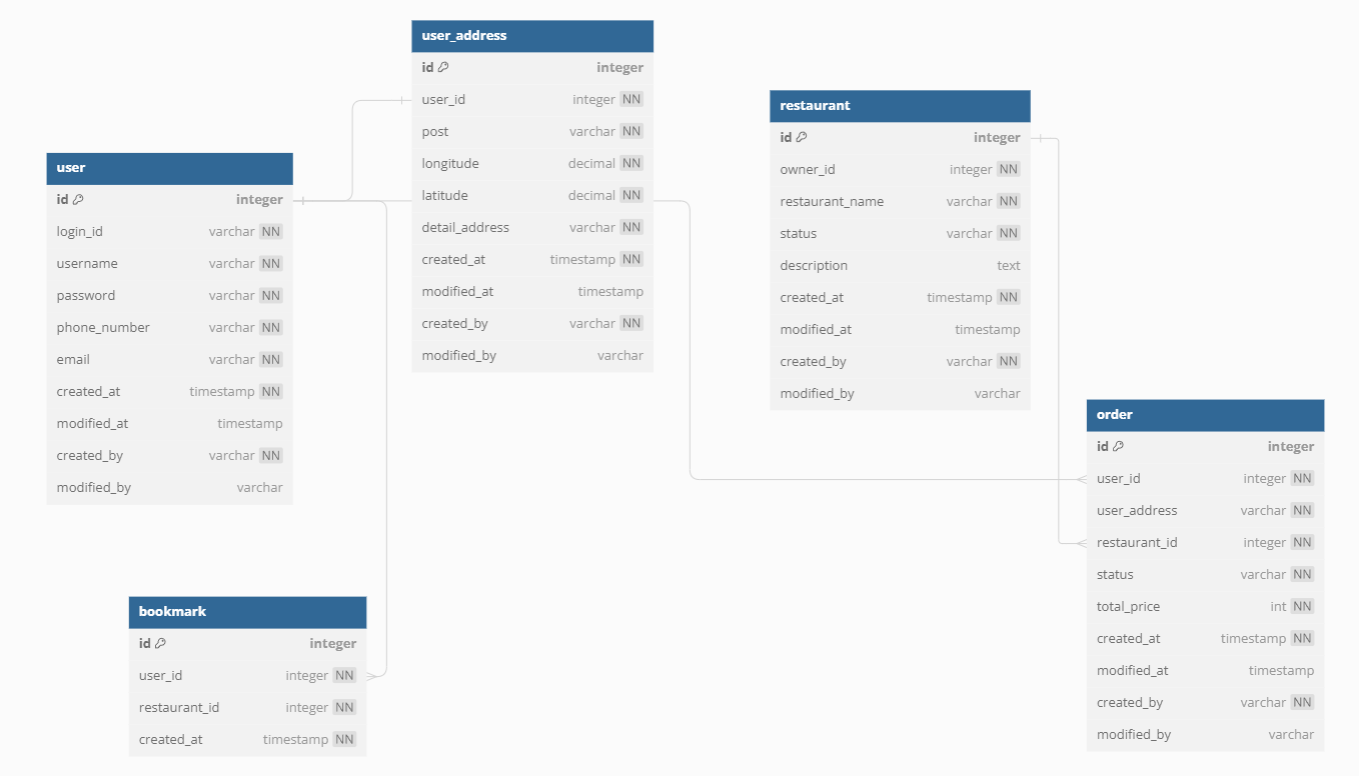 user_address
id integer
user_id integer NN
post varchar NN
longitude decimal NN
latitude decimal NN
detail_address varchar NN
created_at timestamp NN
modified_at timestamp
created_by varchar NN
modified_by varchar
restaurant
id integer
owner_id integer NN
restaurant_name varchar NN
status varchar NN
description text
created_at timestamp NN
modified_at timestamp
created_by varchar NN
modified_by varchar
user
id integer
login_id varchar NN
username varchar NN
password varchar NN
phone_number varchar NN
email varchar NN
created_at timestamp NN
modified_at timestamp
created_by varchar NN
modified_by varchar
order
id integer
user_id integer NN
user_address varchar NN
restaurant_id integer NN
status varchar NN
total_price int NN
created_at timestamp NN
modified_at timestamp
created_by varchar NN
modified_by varchar
bookmark
id integer
user_id integer NN
restaurant_id integer NN
created_at timestamp NN